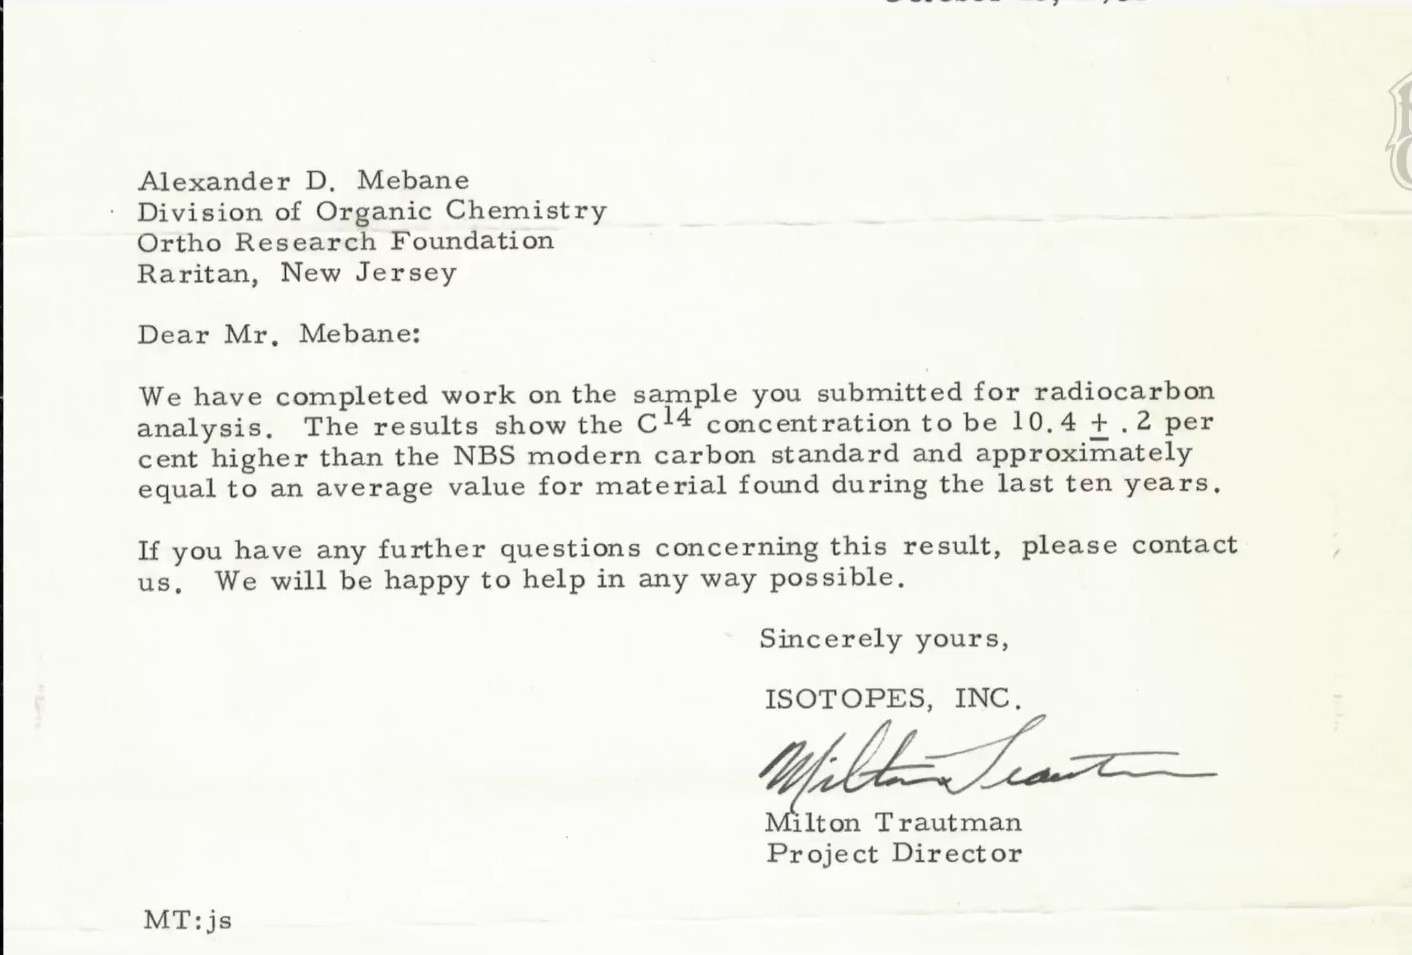 Alexander D. Mebane
Division of Organic Chemistry
Ortho Research Foundation
Raritan, New Jersey
Dear Mr. Mebane:
We have completed work on the sample you submitted for radiocarbon
analysis. The results show the C14 concentration to be 10.4 ± .2 per
cent higher than the NBS modern carbon standard and approximately
equal to an average value for material found during the last ten years.
If you have any further questions concerning this result, please contact
us. We will be happy to help in any way possible.
Sincerely yours,
ISOTOPES, INC.
Milton Trautman
Milton Trautman
Project Director
MT:js